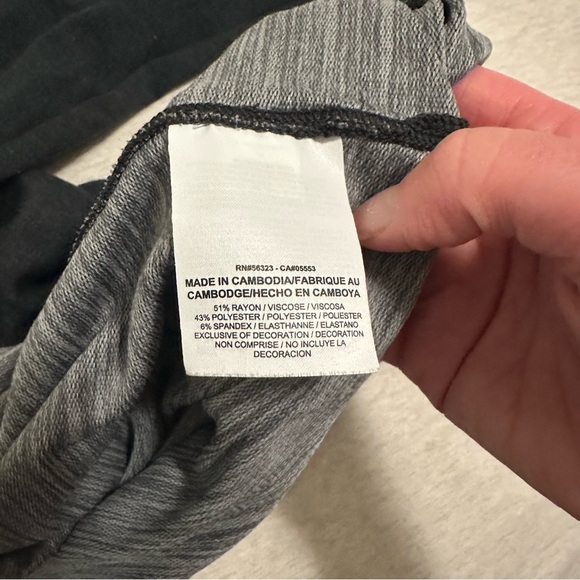 RN#56323 - CA#05553
MADE IN CAMBODIA/FABRIQUE AU
CAMBODGE/HECHO EN CAMBOYA
51% RAYON / VISCOSE / VISCOSA
43% POLYESTER / POLYESTER / POLIESTER
6% SPANDEX / ELASTHANNE / ELASTANO
EXCLUSIVE OF DECORATION / DECORATION
NON COMPRISE / NO INCLUYE LA
DECORACION